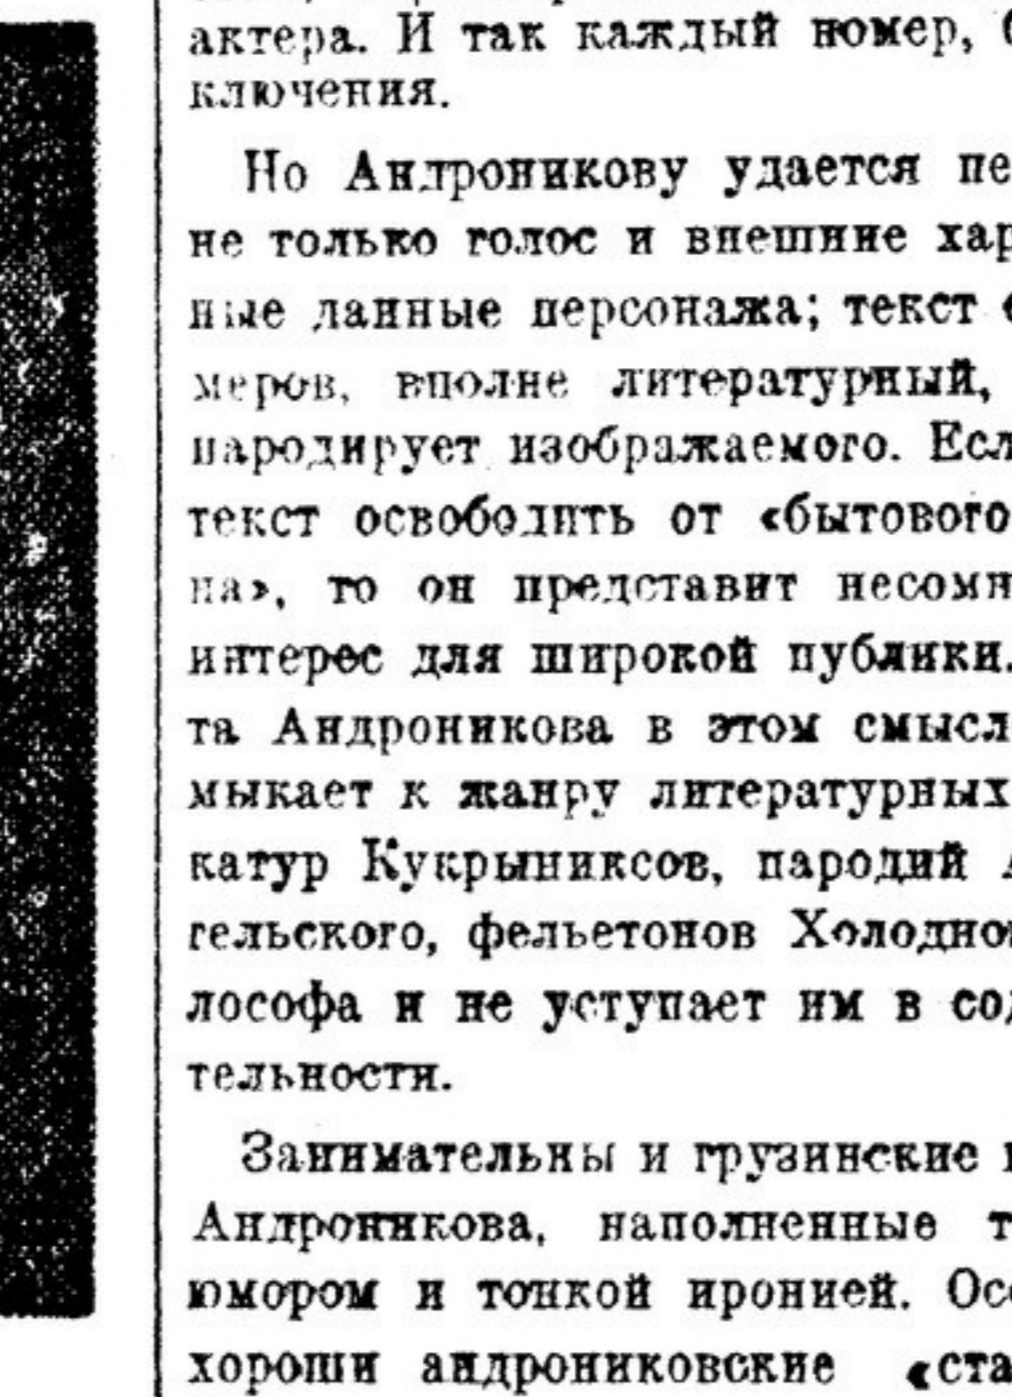 актера. И так каждый номер,
ключения.
Но Андроникову удается пе
не только голос и внешние хар
ные данные персонажа; текст
меров, вполне литературный,
пародирует изображаемого. Есл
текст освободить от «бытового
на», то он представит несомн
интерес для широкой публики.
та Андроникова в этом смысл
мыкает к жанру литературных
катур Кукрыниксов, пародий
гельского, фельетонов Холодно
лософа и не уступает им в сод
тельности.
Занимательны и грузинские
Андроникова, наполненные т
юмором и тонкой иронией. Осо
хороши андрониковские «ста